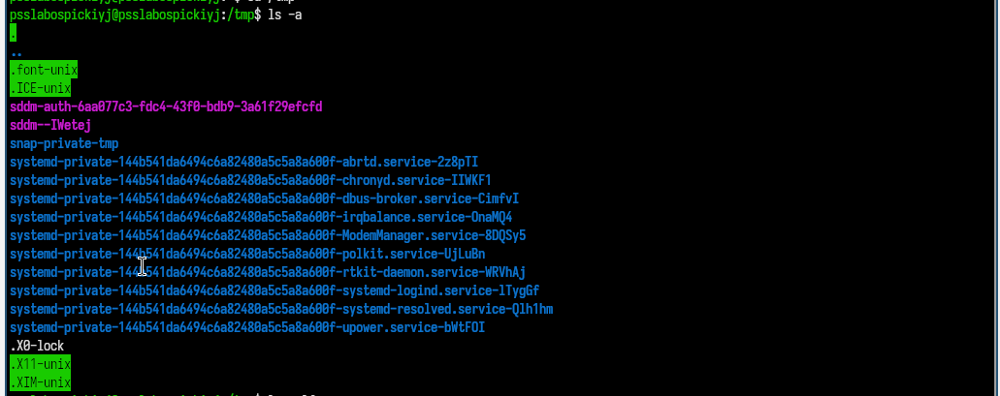 psslabospickiyj@psslabospickiyj:/tmp$ ls -a
.
..
.font-unix
.ICE-unix
sddm-auth-6aa077c3-fdc4-43f0-bdb9-3a61f29efcfd
sddm--IWetej
snap-private-tmp
systemd-private-144b541da6494c6a82480a5c5a8a600f-abrtd.service-2z8pTI
systemd-private-144b541da6494c6a82480a5c5a8a600f-chronyd.service-IIWKF1
systemd-private-144b541da6494c6a82480a5c5a8a600f-dbus-broker.service-CimfvI
systemd-private-144b541da6494c6a82480a5c5a8a600f-irqbalance.service-OnaMQ4
systemd-private-144b541da6494c6a82480a5c5a8a600f-ModemManager.service-8DQSy5
systemd-private-144b541da6494c6a82480a5c5a8a600f-polkit.service-UjLuBn
systemd-private-144b541da6494c6a82480a5c5a8a600f-rtkit-daemon.service-WRVhAj
systemd-private-144b541da6494c6a82480a5c5a8a600f-systemd-logind.service-lTygGf
systemd-private-144b541da6494c6a82480a5c5a8a600f-systemd-resolved.service-Qlh1hm
systemd-private-144b541da6494c6a82480a5c5a8a600f-upower.service-bWtFOI
.X0-lock
.X11-unix
.XIM-unix